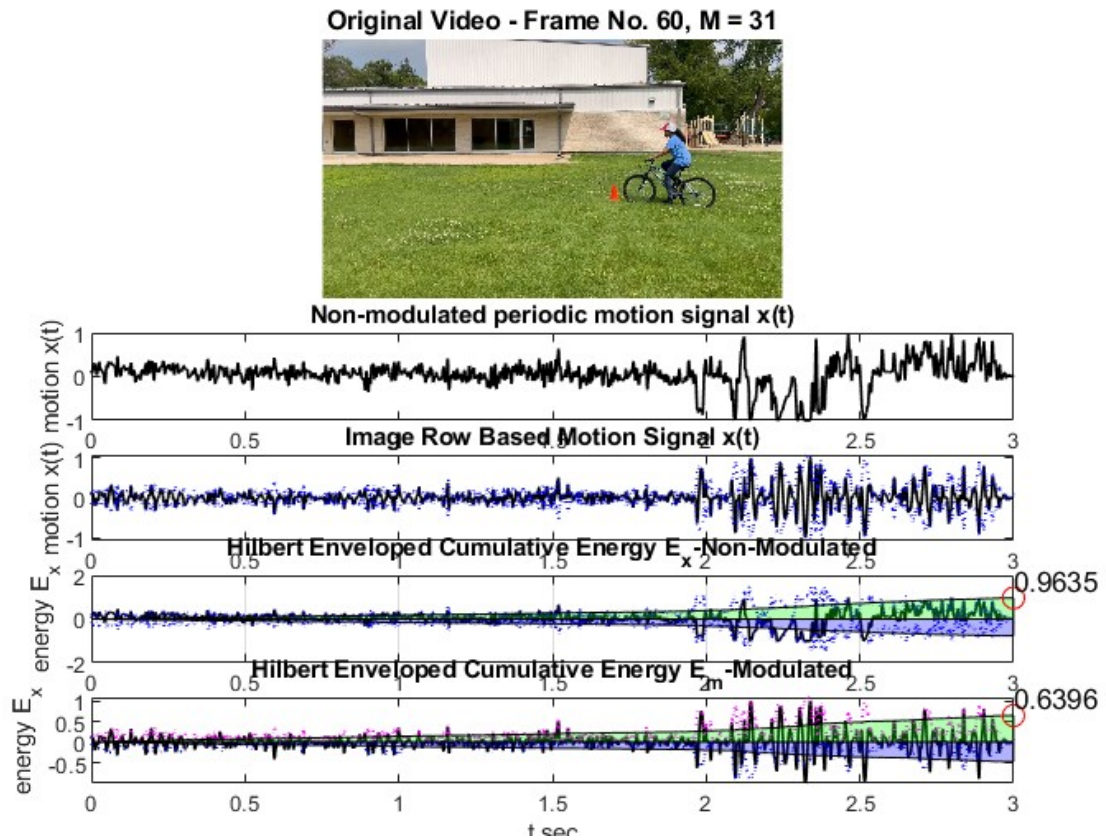 Original Video - Frame No. 60, M = 31
Non-modulated periodic motion signal x(t)
motion x(t)
1
0
-1
0 0.5 1 1.5 2 2.5 3
Image Row Based Motion Signal x(t)
motion x(t)
1
0
-1
0 0.5 1 1.5 2 2.5 3
Hilbert Enveloped Cumulative Energy E_x-Non-Modulated
energy E_x
2
0
-2
0.9635
0 0.5 1 1.5 2 2.5 3
Hilbert Enveloped Cumulative Energy E_m-Modulated
energy E_x
1
0.5
0
-0.5
0.6396
0 0.5 1 1.5 2 2.5 3
t sec